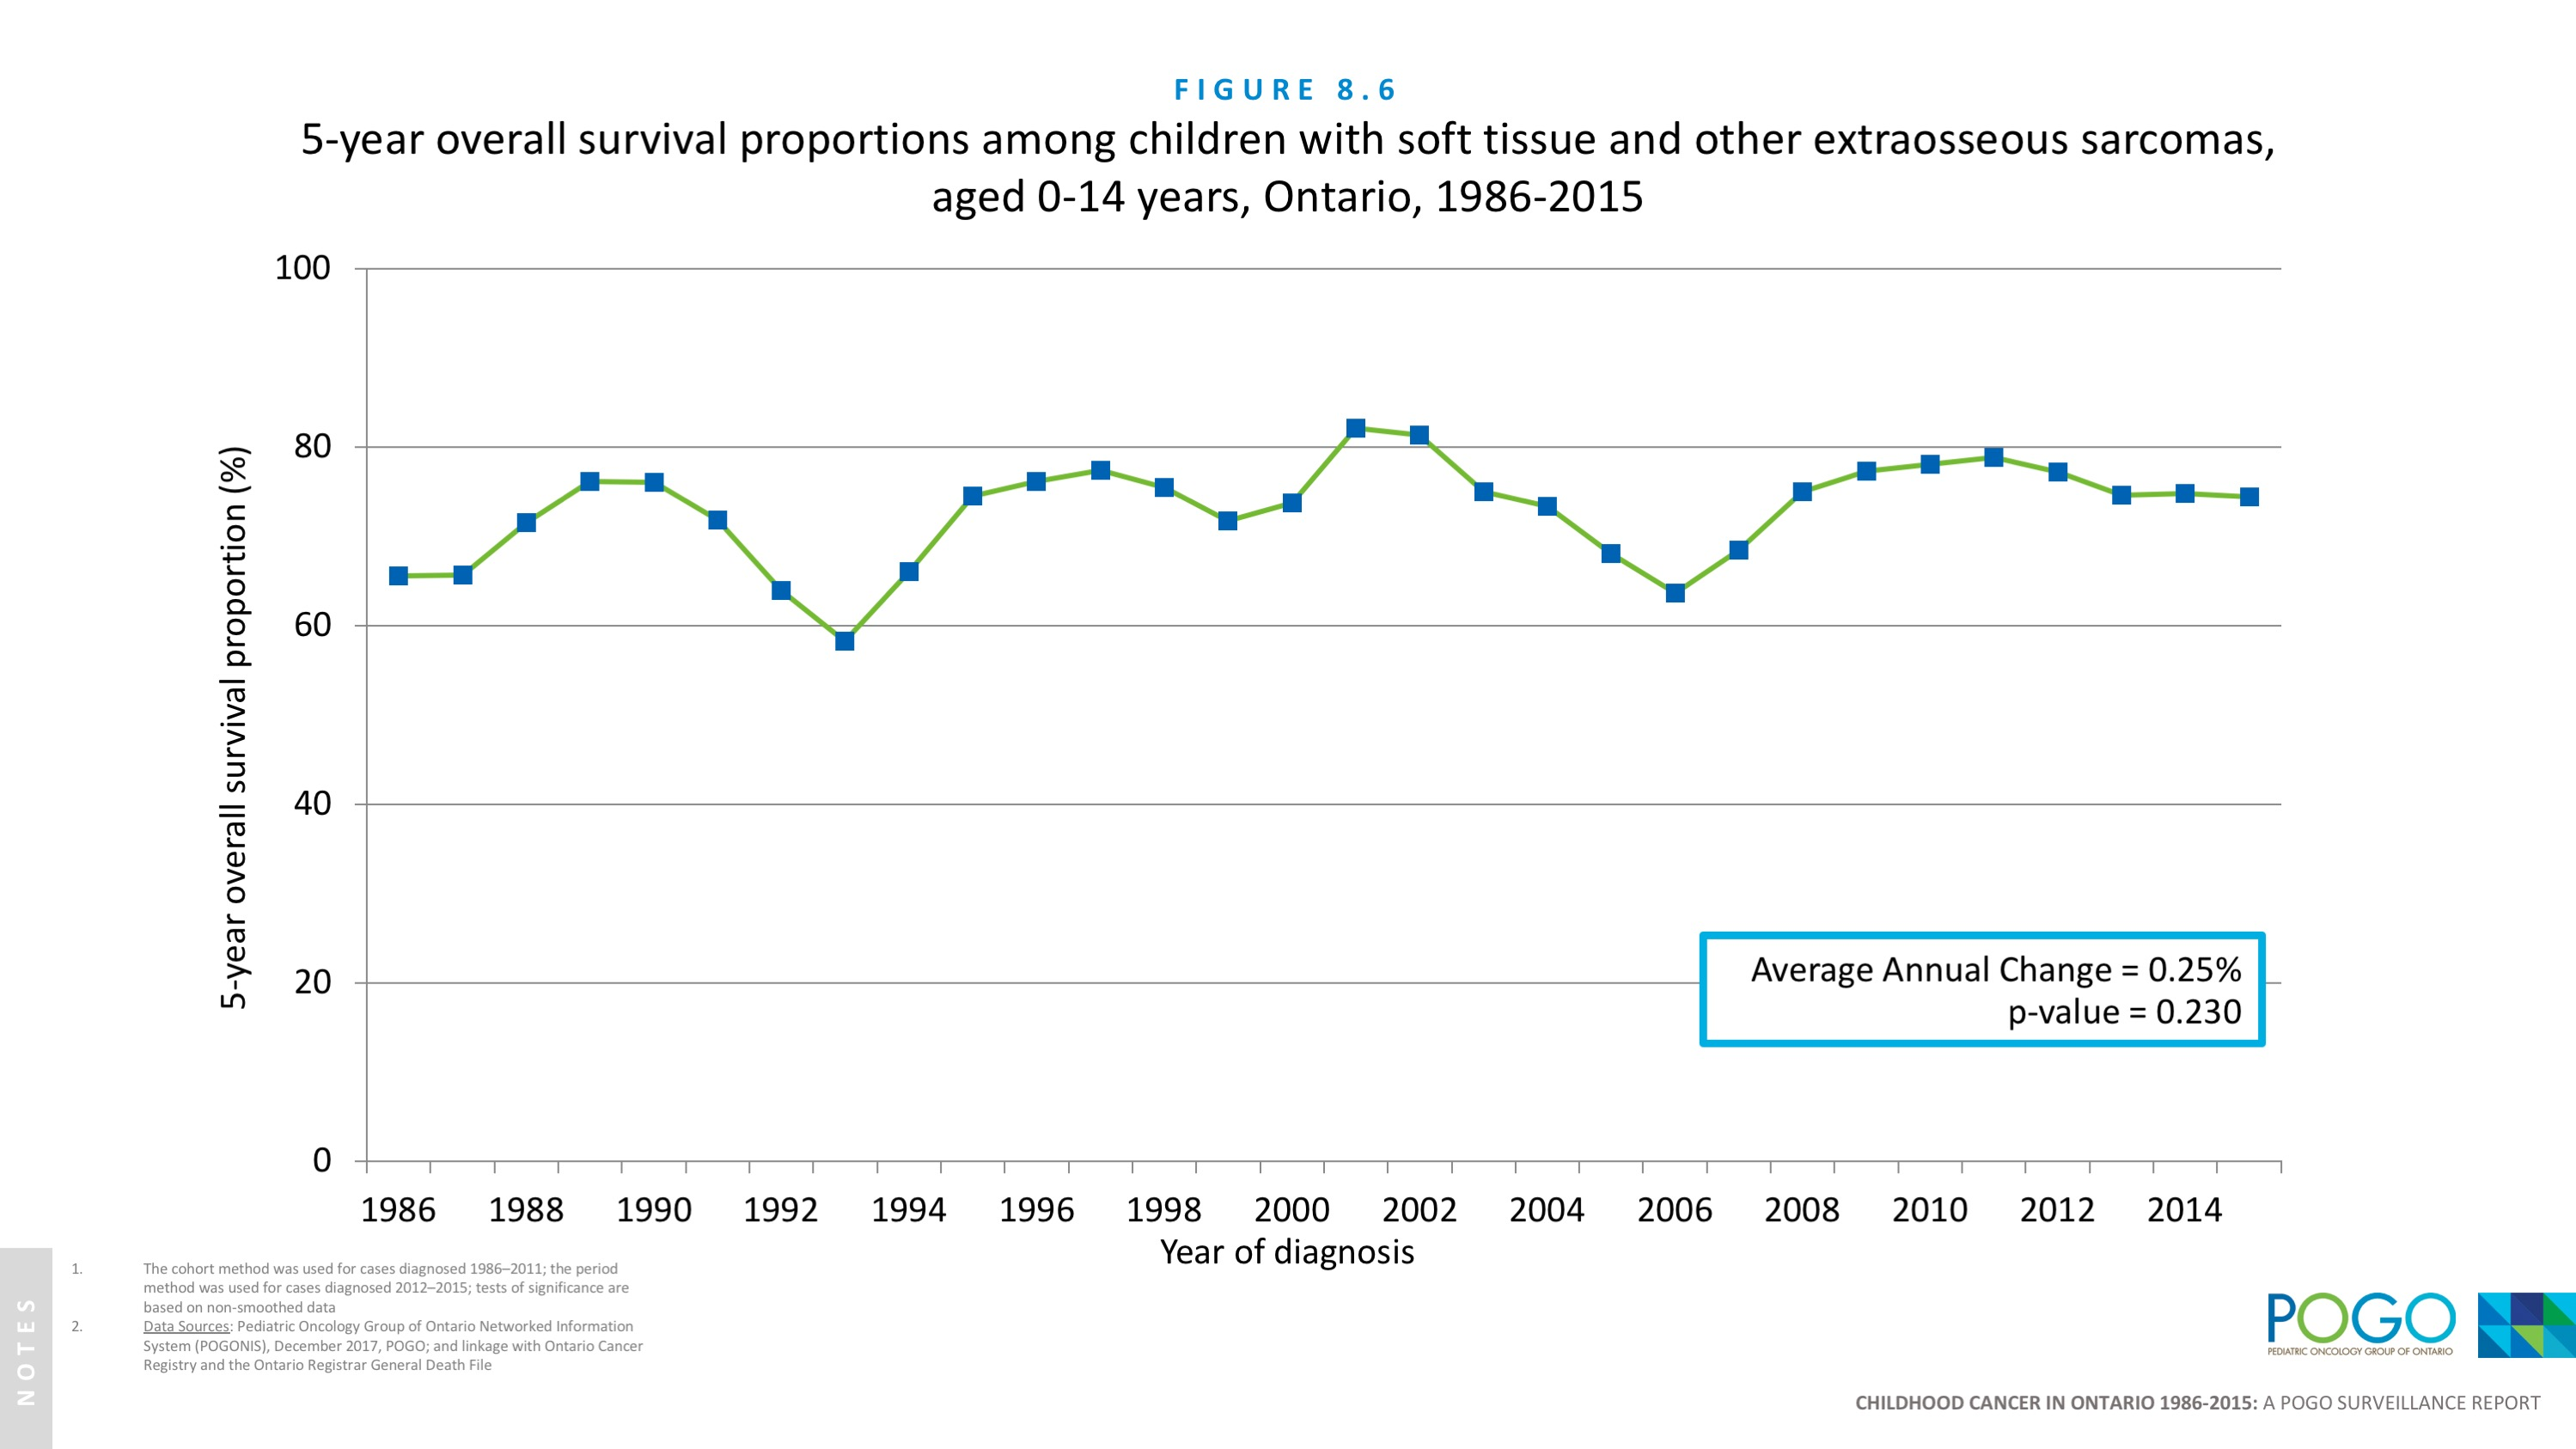 FIGURE 8.6
5-year overall survival proportions among children with soft tissue and other extraosseous sarcomas,
aged 0-14 years, Ontario, 1986-2015
5-year overall survival proportion (%)
100
80
60
40
20
0
Average Annual Change = 0.25%
p-value = 0.230
1986 1988 1990 1992 1994 1996 1998 2000 2002 2004 2006 2008 2010 2012 2014
Year of diagnosis
NOTES
1. The cohort method was used for cases diagnosed 1986–2011; the period
method was used for cases diagnosed 2012–2015; tests of significance are
based on non-smoothed data
2. Data Sources: Pediatric Oncology Group of Ontario Networked Information
System (POGONIS), December 2017, POGO; and linkage with Ontario Cancer
Registry and the Ontario Registrar General Death File
POGO
PEDIATRIC ONCOLOGY GROUP OF ONTARIO
CHILDHOOD CANCER IN ONTARIO 1986-2015: A POGO SURVEILLANCE REPORT